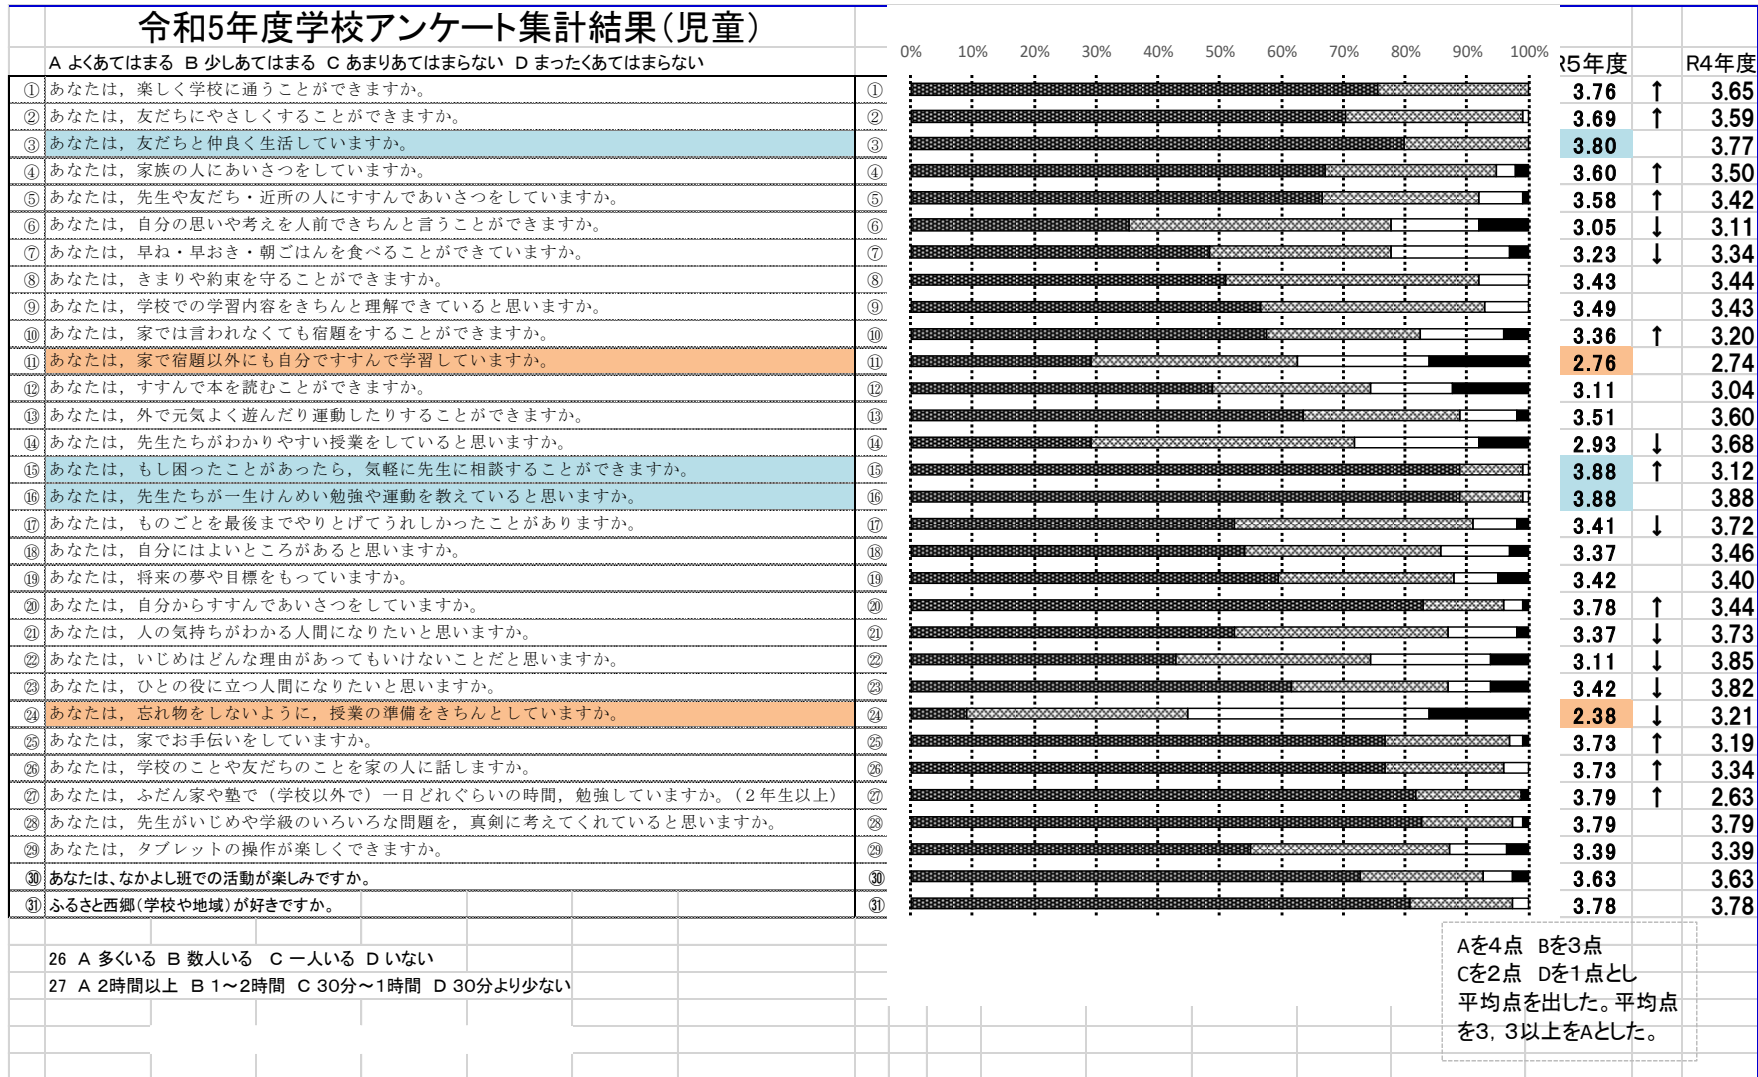 令和5年度学校アンケート集計結果(児童)
A よくあてはまる B 少しあてはまる C あまりあてはまらない D まったくあてはまらない
0% 10% 20% 30% 40% 50% 60% 70% 80% 90% 100%
R5年度 R4年度
① あなたは，楽しく学校に通うことができますか。 ① 3.76 ↑ 3.65
② あなたは，友だちにやさしくすることができますか。 ② 3.69 ↑ 3.59
③ あなたは，友だちと仲良く生活していますか。 ③ 3.80 3.77
④ あなたは，家族の人にあいさつをしていますか。 ④ 3.60 ↑ 3.50
⑤ あなたは，先生や友だち・近所の人にすすんであいさつをしていますか。 ⑤ 3.58 ↑ 3.42
⑥ あなたは，自分の思いや考えを人前できちんと言うことができますか。 ⑥ 3.05 ↓ 3.11
⑦ あなたは，早ね・早おき・朝ごはんを食べることができていますか。 ⑦ 3.23 ↓ 3.34
⑧ あなたは，きまりや約束を守ることができますか。 ⑧ 3.43 3.44
⑨ あなたは，学校での学習内容をきちんと理解できていると思いますか。 ⑨ 3.49 3.43
⑩ あなたは，家では言われなくても宿題をすることができますか。 ⑩ 3.36 ↑ 3.20
⑪ あなたは，家で宿題以外にも自分ですすんで学習していますか。 ⑪ 2.76 2.74
⑫ あなたは，すすんで本を読むことができますか。 ⑫ 3.11 3.04
⑬ あなたは，外で元気よく遊んだり運動したりすることができますか。 ⑬ 3.51 3.60
⑭ あなたは，先生たちがわかりやすい授業をしていると思いますか。 ⑭ 2.93 ↓ 3.68
⑮ あなたは，もし困ったことがあったら，気軽に先生に相談することができますか。 ⑮ 3.88 ↑ 3.12
⑯ あなたは，先生たちが一生けんめい勉強や運動を教えていると思いますか。 ⑯ 3.88 3.88
⑰ あなたは，ものごとを最後までやりとげてうれしかったことがありますか。 ⑰ 3.41 ↓ 3.72
⑱ あなたは，自分にはよいところがあると思いますか。 ⑱ 3.37 3.46
⑲ あなたは，将来の夢や目標をもっていますか。 ⑲ 3.42 3.40
⑳ あなたは，自分からすすんであいさつをしていますか。 ⑳ 3.78 ↑ 3.44
㉑ あなたは，人の気持ちがわかる人間になりたいと思いますか。 ㉑ 3.37 ↓ 3.73
㉒ あなたは，いじめはどんな理由があってもいけないことだと思いますか。 ㉒ 3.11 ↓ 3.85
㉓ あなたは，ひとの役に立つ人間になりたいと思いますか。 ㉓ 3.42 ↓ 3.82
㉔ あなたは，忘れ物をしないように，授業の準備をきちんとしていますか。 ㉔ 2.38 ↓ 3.21
㉕ あなたは，家でお手伝いをしていますか。 ㉕ 3.73 ↑ 3.19
㉖ あなたは，学校のことや友だちのことを家の人に話しますか。 ㉖ 3.73 ↑ 3.34
㉗ あなたは，ふだん家や塾で（学校以外で）一日どれぐらいの時間，勉強していますか。（２年生以上） ㉗ 3.79 ↑ 2.63
㉘ あなたは，先生がいじめや学級のいろいろな問題を，真剣に考えてくれていると思いますか。 ㉘ 3.79 3.79
㉙ あなたは，タブレットの操作が楽しくできますか。 ㉙ 3.39 3.39
㉚ あなたは、なかよし班での活動が楽しみですか。 ㉚ 3.63 3.63
㉛ ふるさと西郷(学校や地域)が好きですか。 ㉛ 3.78 3.78
26 A 多くいる B 数人いる C 一人いる D いない
27 A 2時間以上 B 1～2時間 C 30分～1時間 D 30分より少ない
Aを4点 Bを3点
Cを2点 Dを1点とし
平均点を出した。平均点
を3，3以上をAとした。